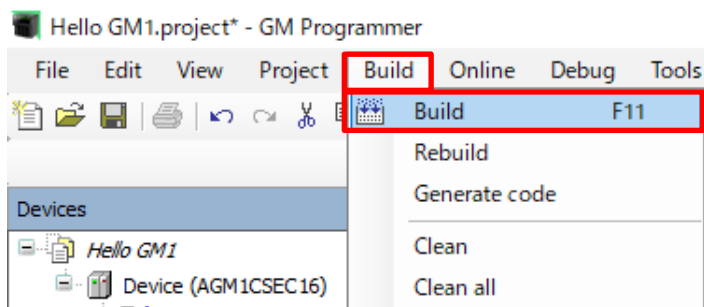 Hello GM1.project* - GM Programmer
File Edit View Project Build Online Debug Tools
Build F11
Rebuild
Generate code
Devices
Hello GM1
Clean
Device (AGM1CSEC16)
Clean all